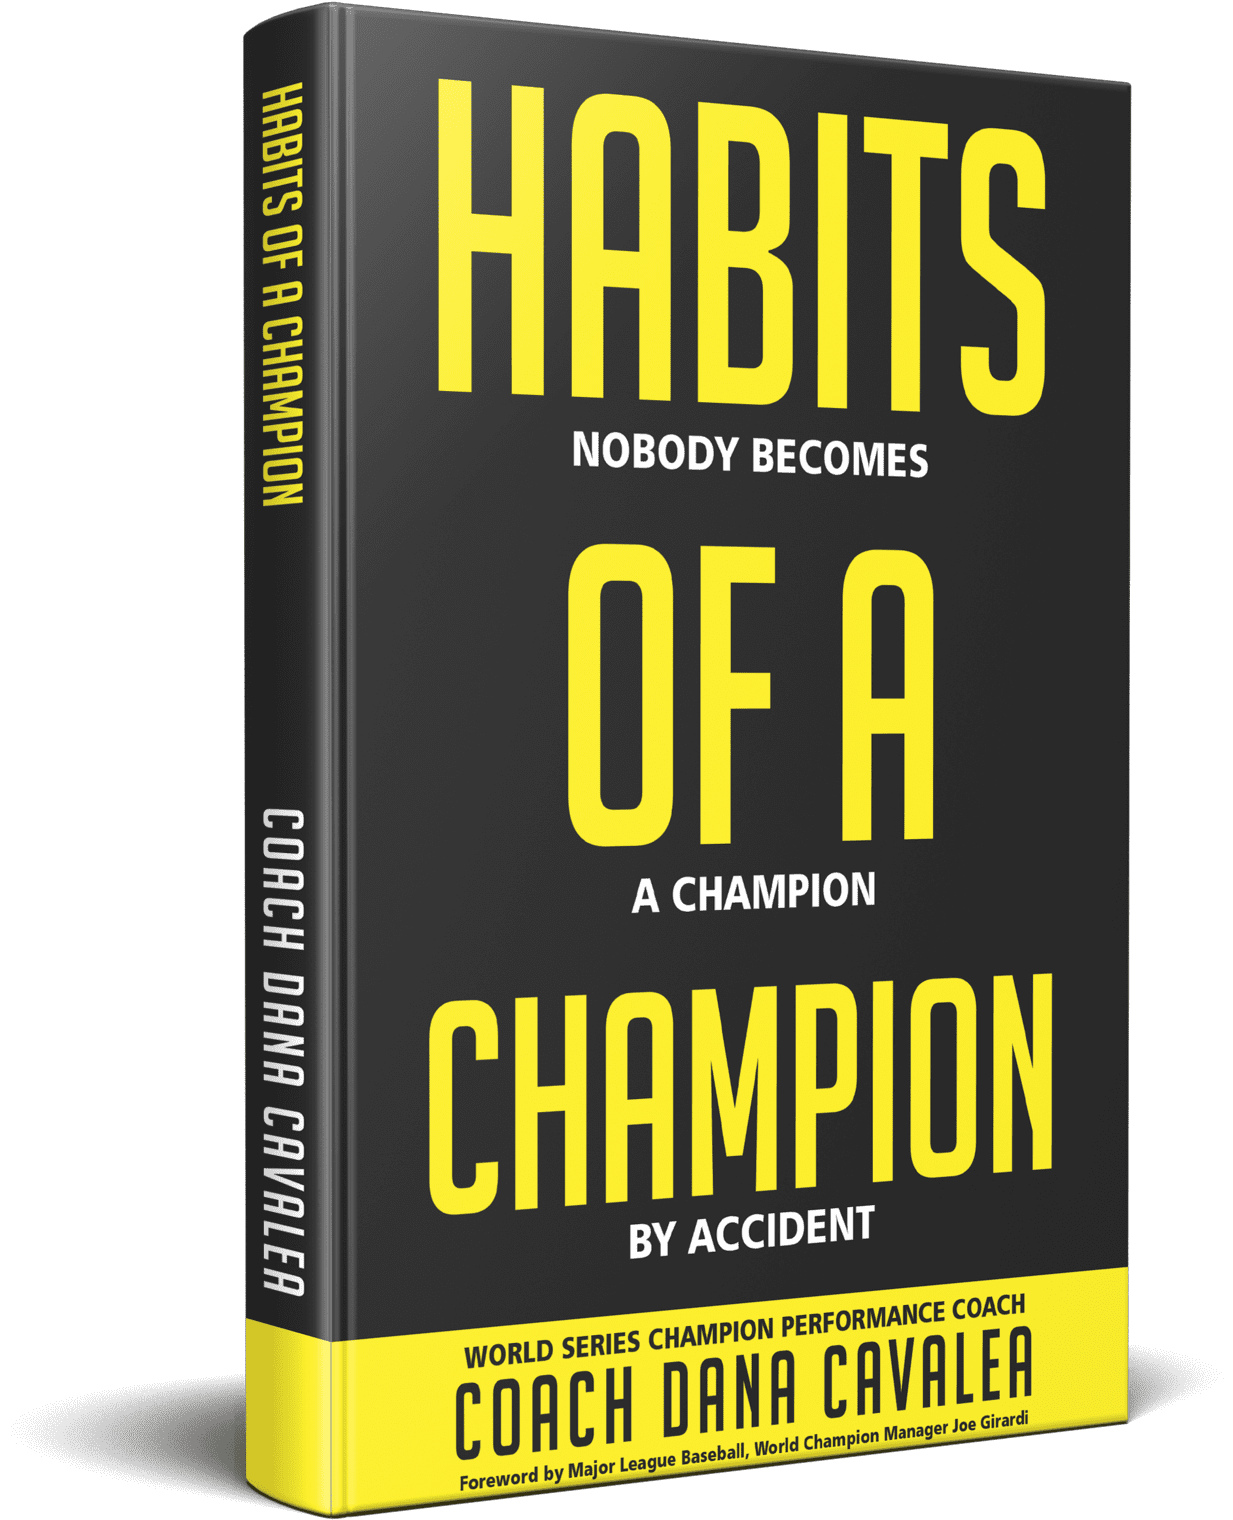 HABITS OF A CHAMPION
COACH DANA CAVALEA
HABITS
NOBODY BECOMES
OF A
A CHAMPION
CHAMPION
BY ACCIDENT
WORLD SERIES CHAMPION PERFORMANCE COACH
COACH DANA CAVALEA
Foreword by Major League Baseball, World Champion Manager Joe Girardi